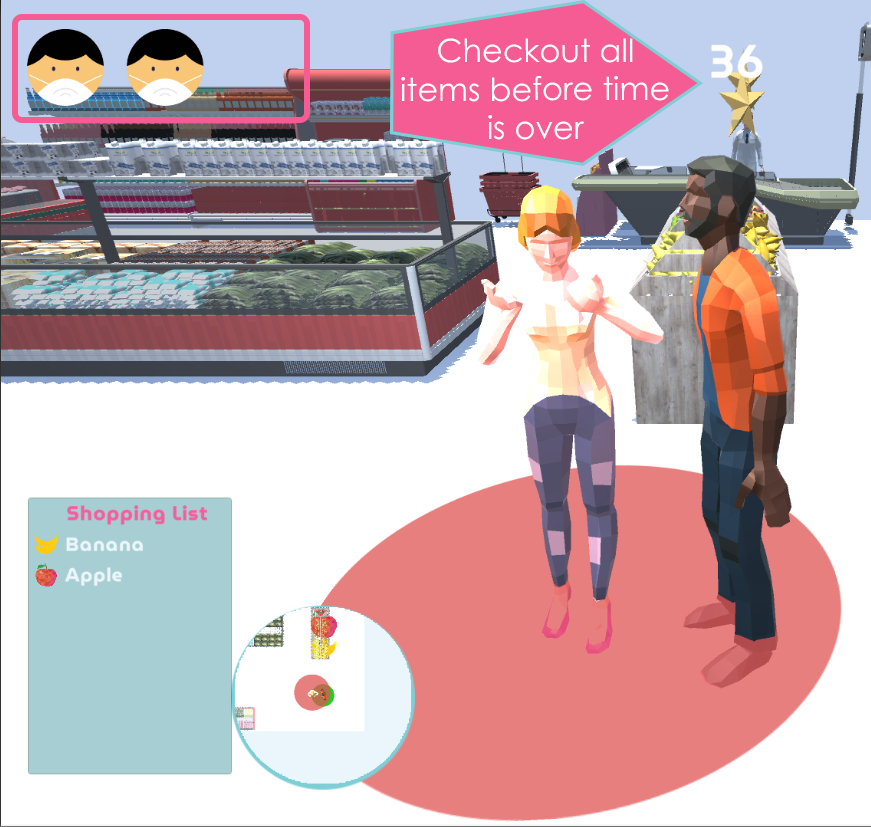 Checkout all
items before time
is over
36
Shopping List
Banana
Apple